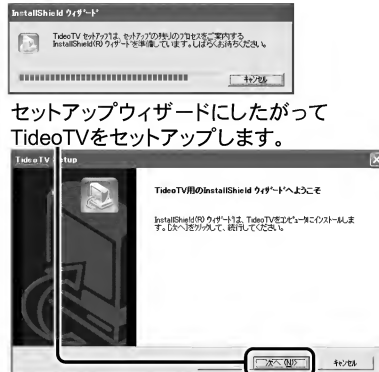 InstallShield ウィザード
TideoTV セットアップは、セットアップの残りのプロセスをご案内する
InstallShield(R) ウィザードを準備しています。しばらくお待ちください。
キャンセル
セットアップウィザードにしたがって
TideoTVをセットアップします。
TideoTV Setup
TideoTV用のInstallShield ウィザードへようこそ
InstallShield(R) ウィザードは、TideoTVをコンピュータにインストールしま
す。[次へ]をクリックして、続行してください。
次へ(N)>
キャンセル